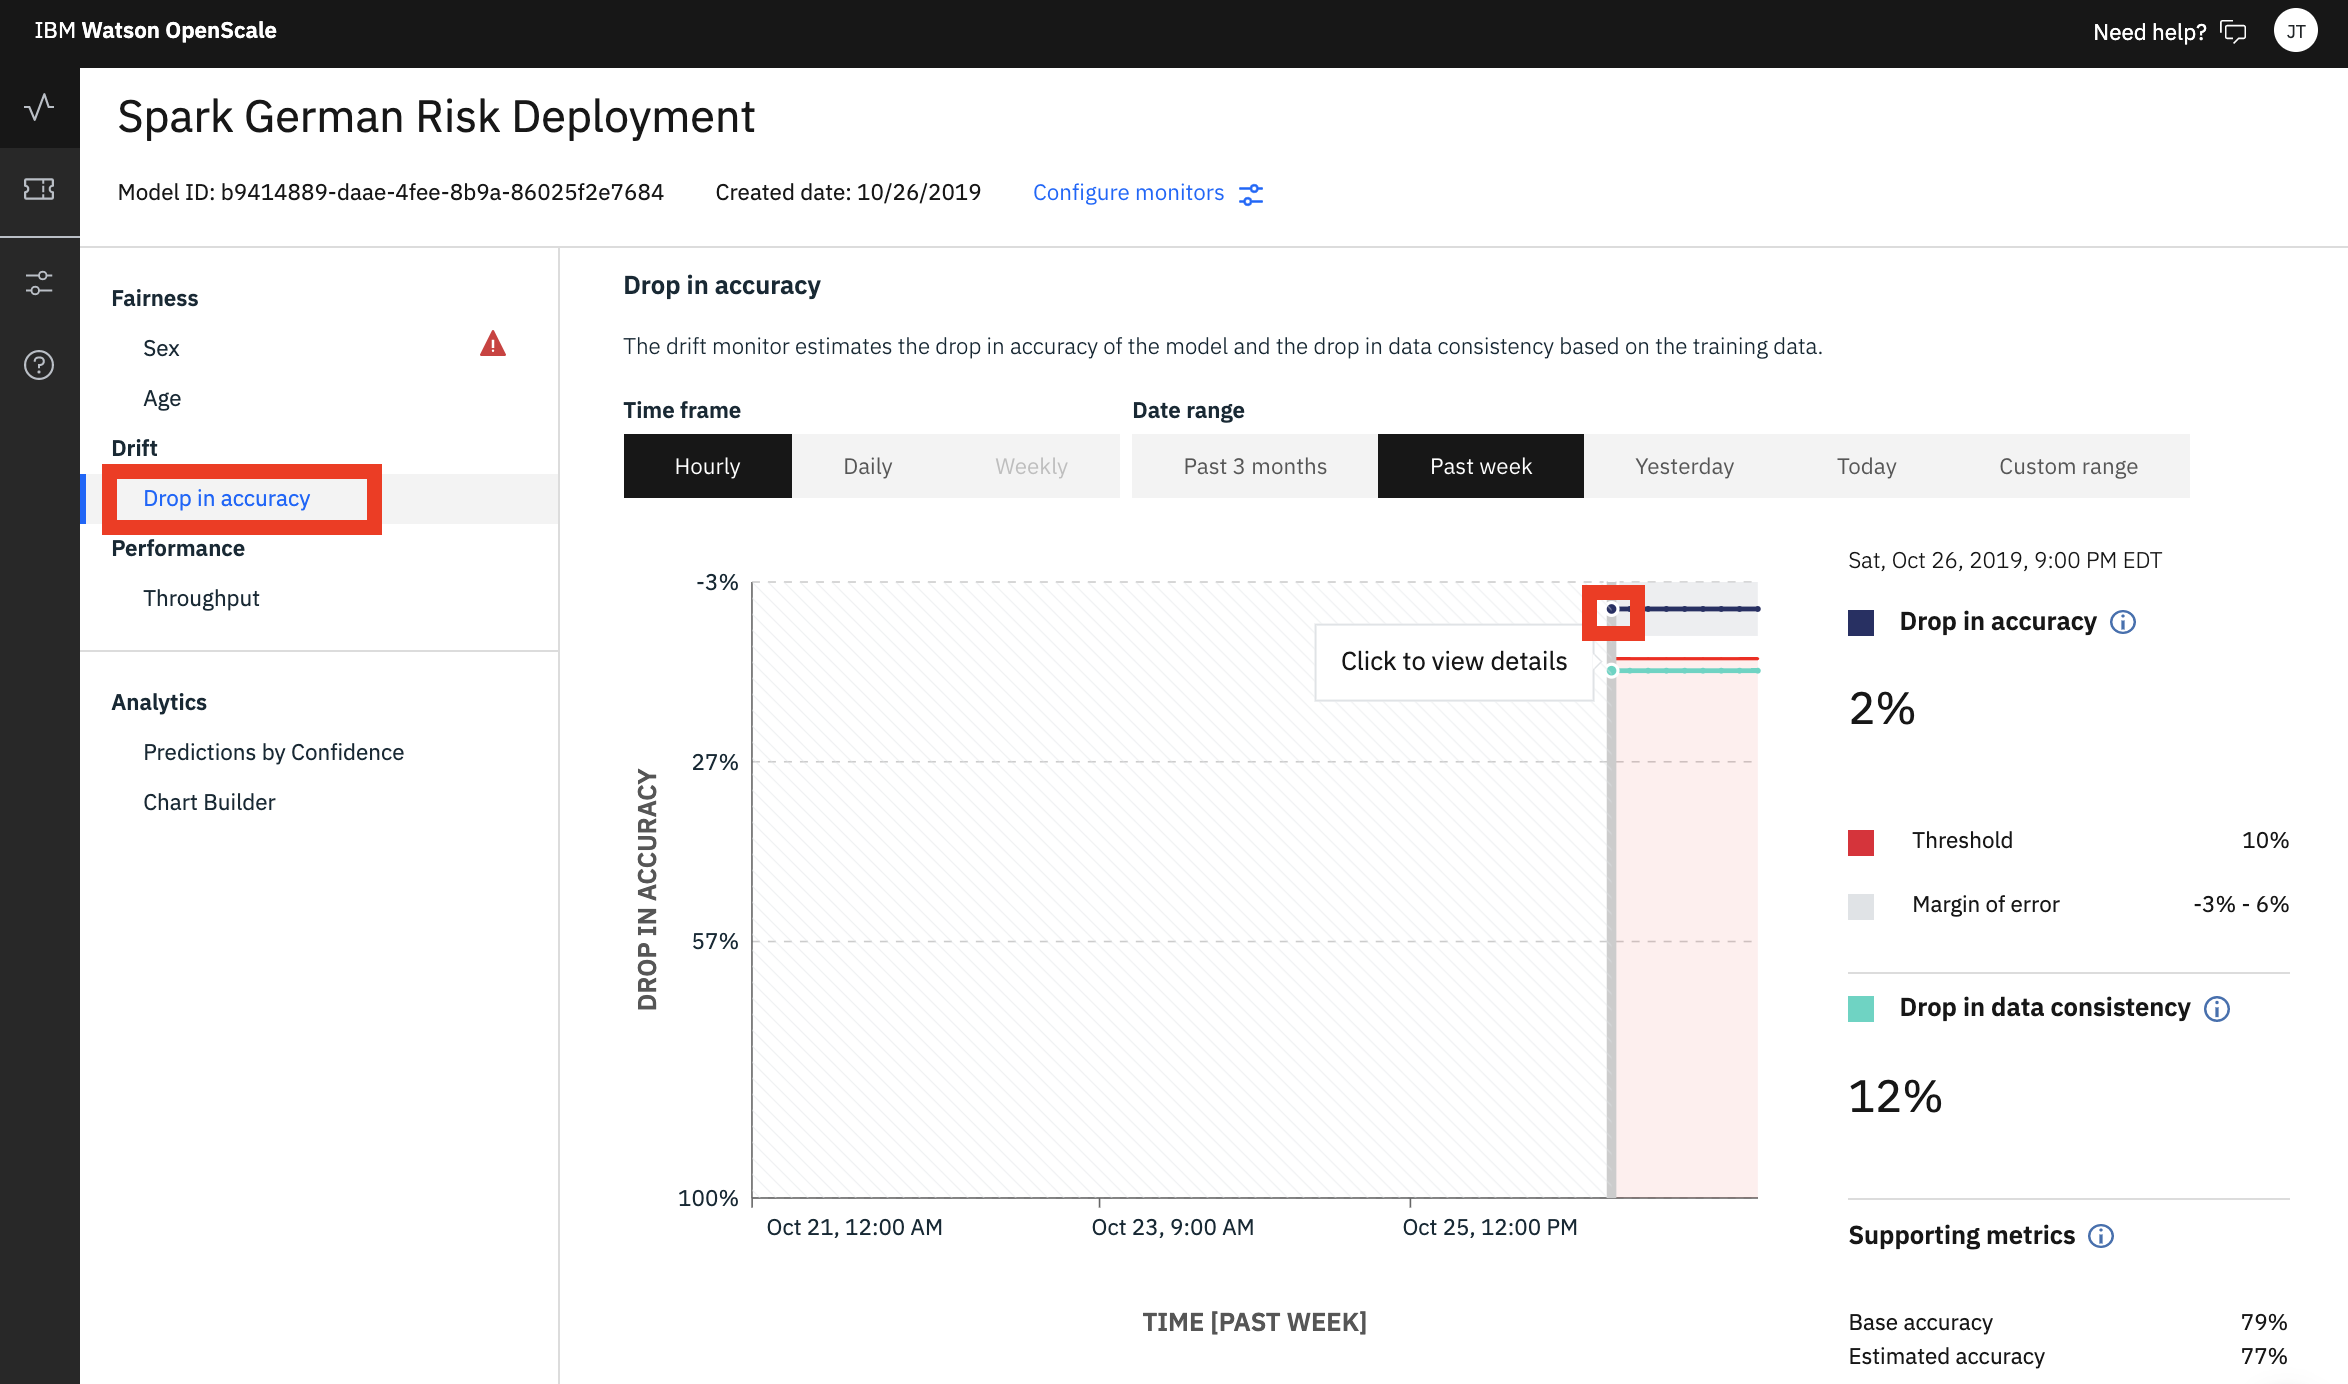 IBM Watson OpenScale
Need help?
JT
Spark German Risk Deployment
Model ID: b9414889-daae-4fee-8b9a-86025f2e7684 Created date: 10/26/2019 Configure monitors
Fairness
Sex
Age
Drift
Drop in accuracy
Performance
Throughput
Analytics
Predictions by Confidence
Chart Builder
Drop in accuracy
The drift monitor estimates the drop in accuracy of the model and the drop in data consistency based on the training data.
Time frame
Hourly Daily Weekly
Date range
Past 3 months Past week Yesterday Today Custom range
DROP IN ACCURACY
-3%
27%
57%
100%
Click to view details
Oct 21, 12:00 AM Oct 23, 9:00 AM Oct 25, 12:00 PM
TIME [PAST WEEK]
Sat, Oct 26, 2019, 9:00 PM EDT
Drop in accuracy
2%
Threshold 10%
Margin of error -3% - 6%
Drop in data consistency
12%
Supporting metrics
Base accuracy 79%
Estimated accuracy 77%